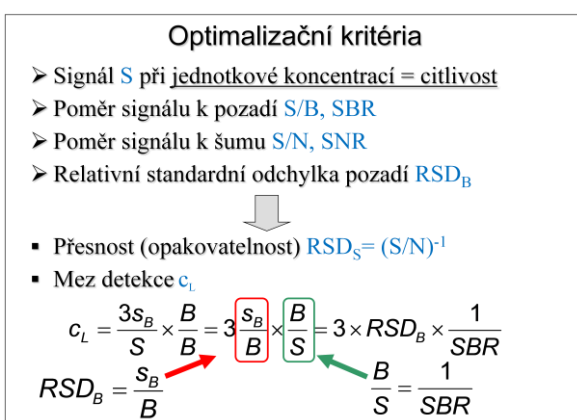 Optimalizační kritéria
➢ Signál S při jednotkové koncentrací = citlivost
➢ Poměr signálu k pozadí S/B, SBR
➢ Poměr signálu k šumu S/N, SNR
➢ Relativní standardní odchylka pozadí RSD_B
▪ Přesnost (opakovatelnost) RSD_S= (S/N)^-1
▪ Mez detekce c_L
c_L = 3s_B/S × B/B = 3 s_B/B × B/S = 3 × RSD_B × 1/SBR
RSD_B = s_B/B B/S = 1/SBR